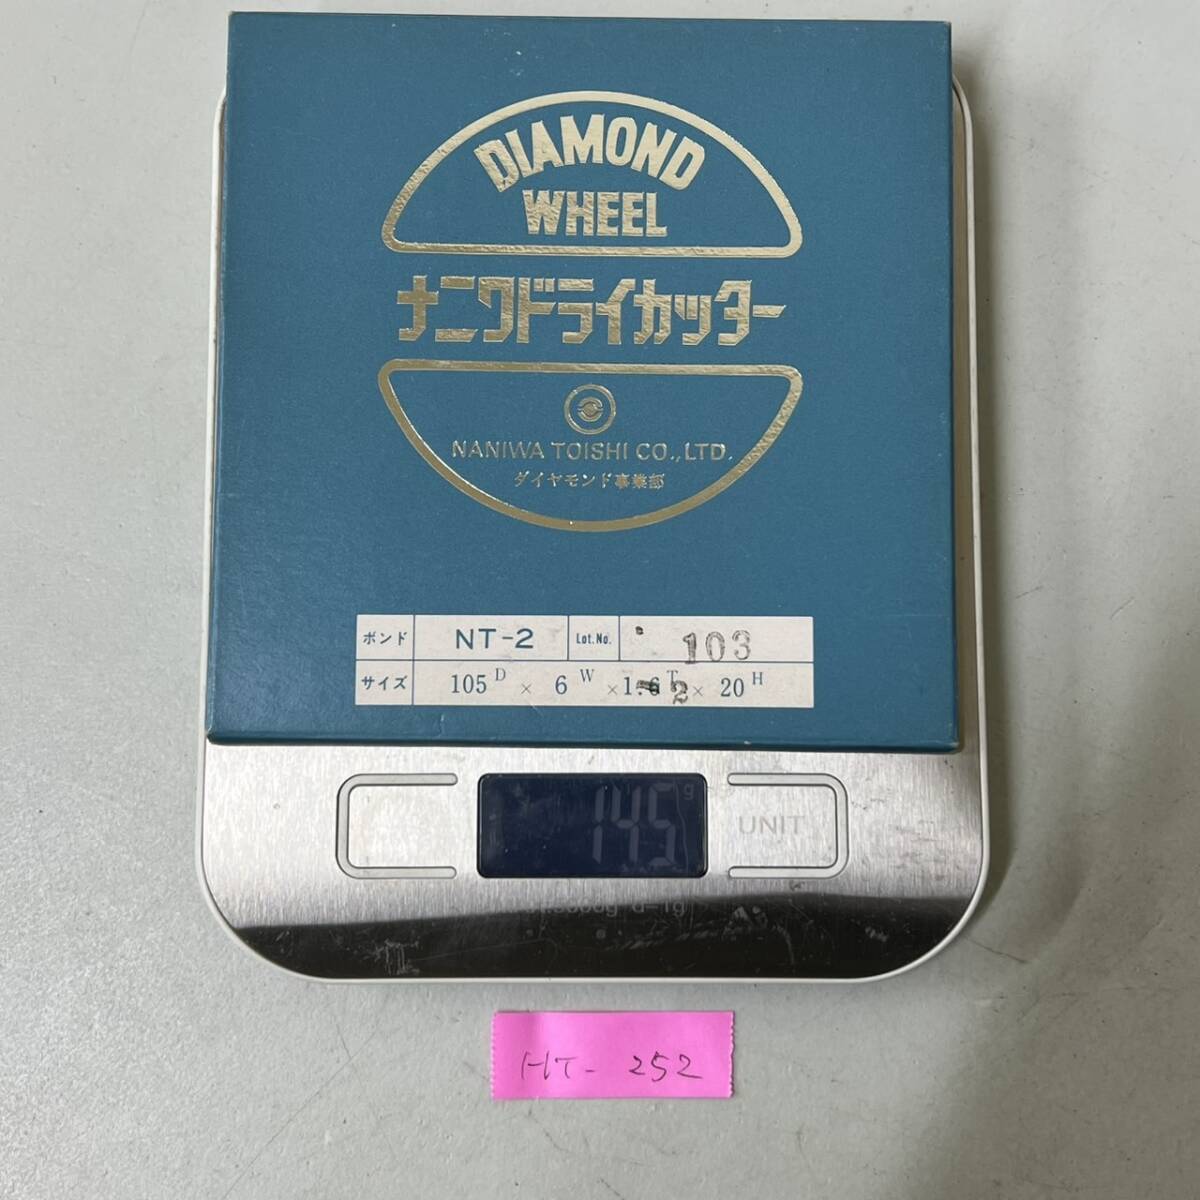 DIAMOND
WHEEL
ナニワドライカッター
NANIWA TOISHI CO.,LTD.
ダイヤモンド事業部
ボンド NT-2 Lot.No. 103
サイズ 105D × 6W × 1.6T 2 × 20H
145g
UNIT
d=1g
HT- 252